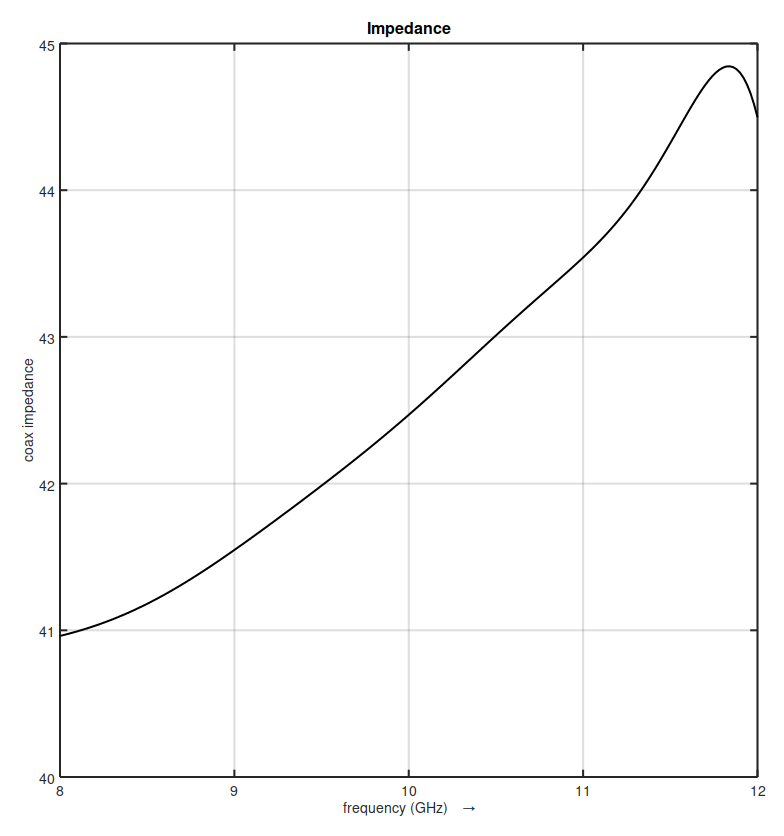 Impedance
45
44
43
42
41
40
coax impedance
8 9 10 11 12
frequency (GHz) →